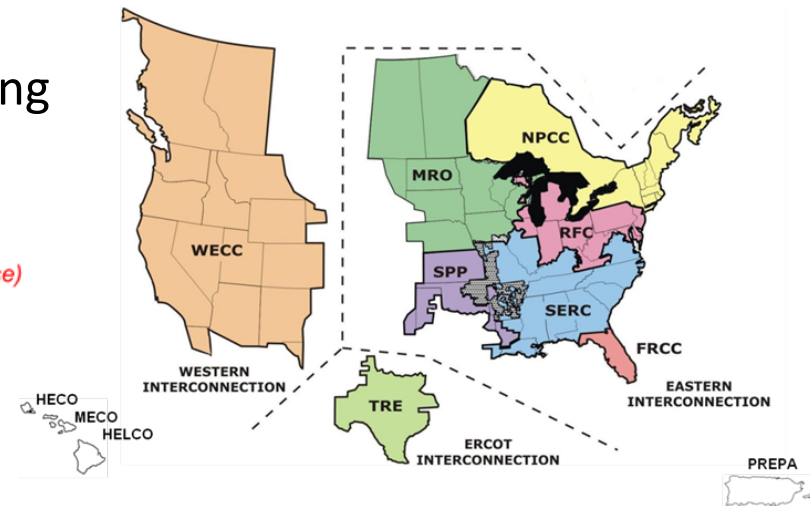 ng
e)
NPCC
MRO
RFC
WECC
SPP
SERC
FRCC
WESTERN
INTERCONNECTION
EASTERN
INTERCONNECTION
TRE
HECO
MECO
HELCO
ERCOT
INTERCONNECTION
PREPA